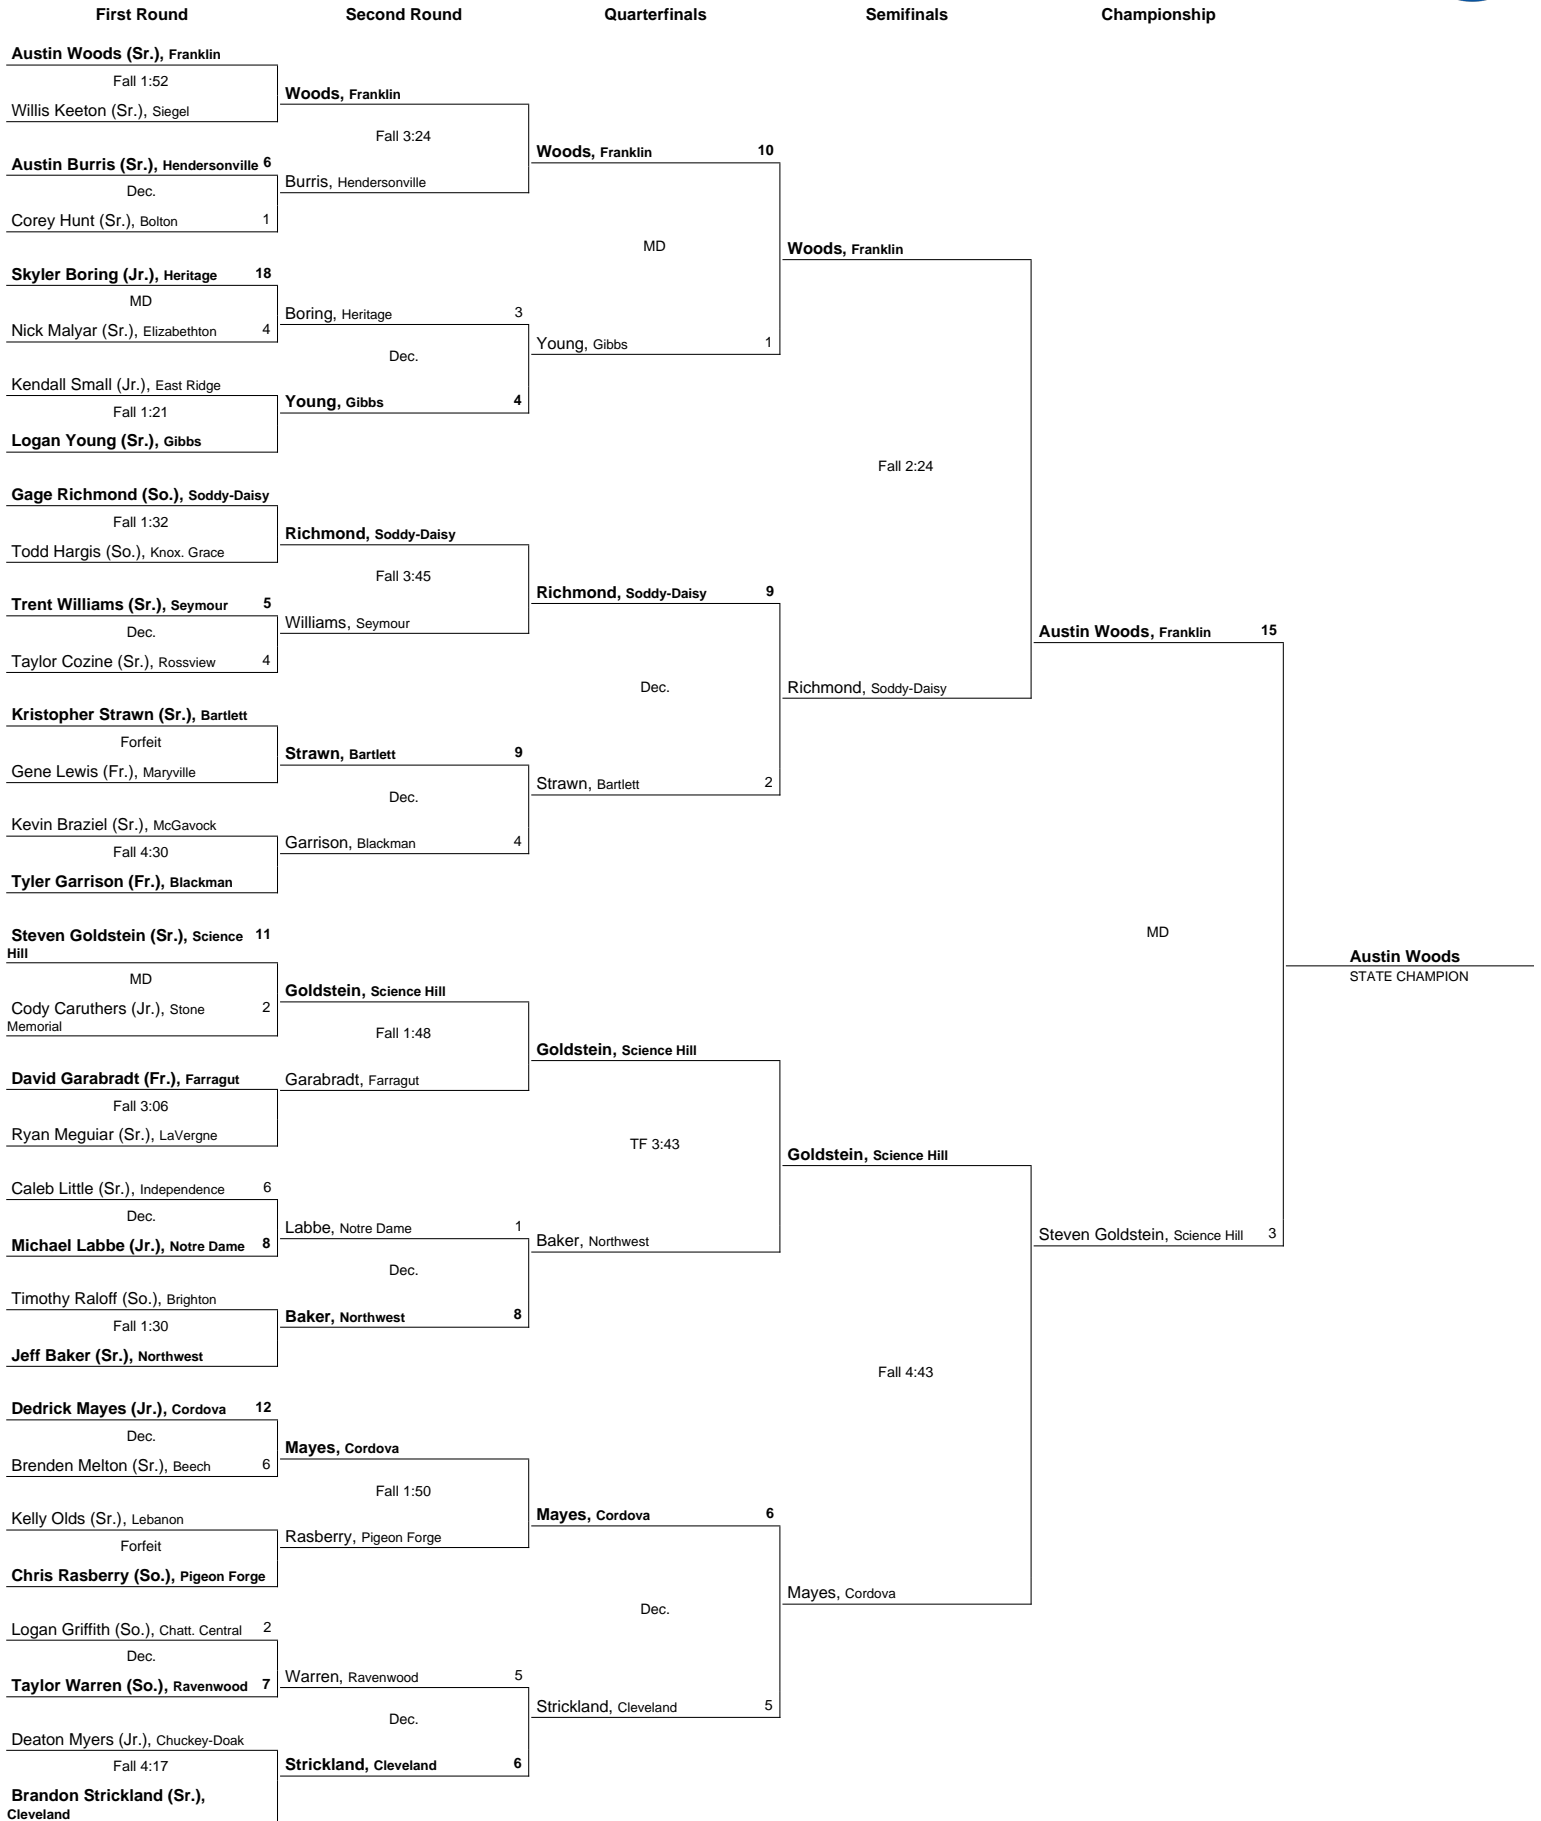 First Round Second Round Quarterfinals Semifinals Championship
Austin Woods (Sr.), Franklin
Fall 1:52
Willis Keeton (Sr.), Siegel
Austin Burris (Sr.), Hendersonville 6
Dec.
Corey Hunt (Sr.), Bolton 1
Skyler Boring (Jr.), Heritage 18
MD
Nick Malyar (Sr.), Elizabethton 4
Kendall Small (Jr.), East Ridge
Fall 1:21
Logan Young (Sr.), Gibbs
Gage Richmond (So.), Soddy-Daisy
Fall 1:32
Todd Hargis (So.), Knox. Grace
Trent Williams (Sr.), Seymour 5
Dec.
Taylor Cozine (Sr.), Rossview 4
Kristopher Strawn (Sr.), Bartlett
Forfeit
Gene Lewis (Fr.), Maryville
Kevin Braziel (Sr.), McGavock
Fall 4:30
Tyler Garrison (Fr.), Blackman
Steven Goldstein (Sr.), Science 11
Hill
MD
Cody Caruthers (Jr.), Stone 2
Memorial
David Garabradt (Fr.), Farragut
Fall 3:06
Ryan Meguiar (Sr.), LaVergne
Caleb Little (Sr.), Independence 6
Dec.
Michael Labbe (Jr.), Notre Dame 8
Timothy Raloff (So.), Brighton
Fall 1:30
Jeff Baker (Sr.), Northwest
Dedrick Mayes (Jr.), Cordova 12
Dec.
Brenden Melton (Sr.), Beech 6
Kelly Olds (Sr.), Lebanon
Forfeit
Chris Rasberry (So.), Pigeon Forge
Logan Griffith (So.), Chatt. Central 2
Dec.
Taylor Warren (So.), Ravenwood 7
Deaton Myers (Jr.), Chuckey-Doak
Fall 4:17
Brandon Strickland (Sr.),
Cleveland
Woods, Franklin
Fall 3:24
Burris, Hendersonville
Boring, Heritage 3
Dec.
Young, Gibbs 4
Richmond, Soddy-Daisy
Fall 3:45
Williams, Seymour
Strawn, Bartlett 9
Dec.
Garrison, Blackman 4
Goldstein, Science Hill
Fall 1:48
Garabradt, Farragut
Labbe, Notre Dame 1
Dec.
Baker, Northwest 8
Mayes, Cordova
Fall 1:50
Rasberry, Pigeon Forge
Warren, Ravenwood 5
Dec.
Strickland, Cleveland 6
Woods, Franklin 10
MD
Young, Gibbs 1
Richmond, Soddy-Daisy 9
Dec.
Strawn, Bartlett 2
Goldstein, Science Hill
TF 3:43
Baker, Northwest
Mayes, Cordova 6
Dec.
Strickland, Cleveland 5
Woods, Franklin
Fall 2:24
Richmond, Soddy-Daisy
Goldstein, Science Hill
Fall 4:43
Mayes, Cordova
Austin Woods, Franklin 15
MD
Steven Goldstein, Science Hill 3
Austin Woods
STATE CHAMPION